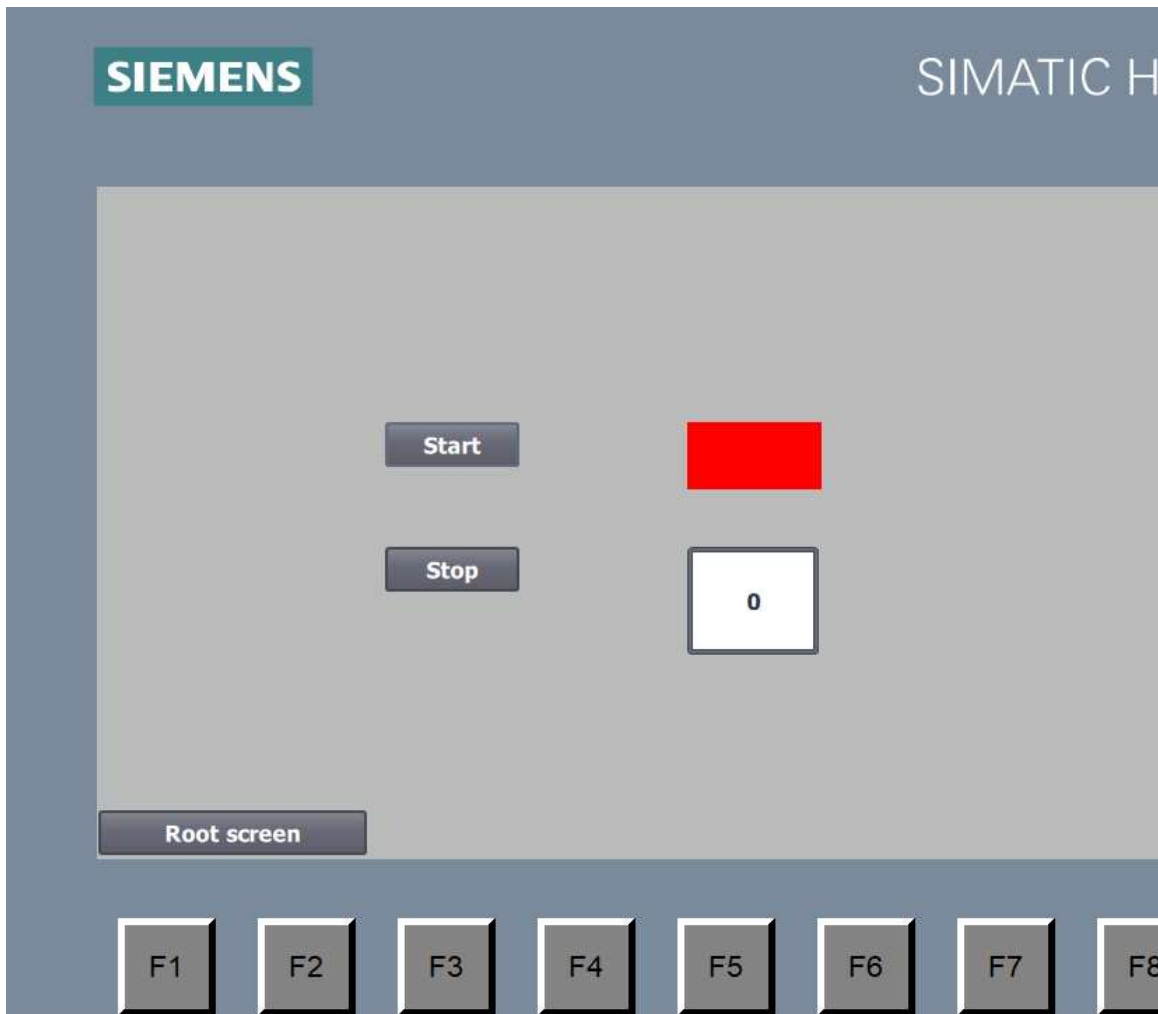 SIEMENS
SIMATIC H
Start
Stop
0
Root screen
F1 F2 F3 F4 F5 F6 F7 F8